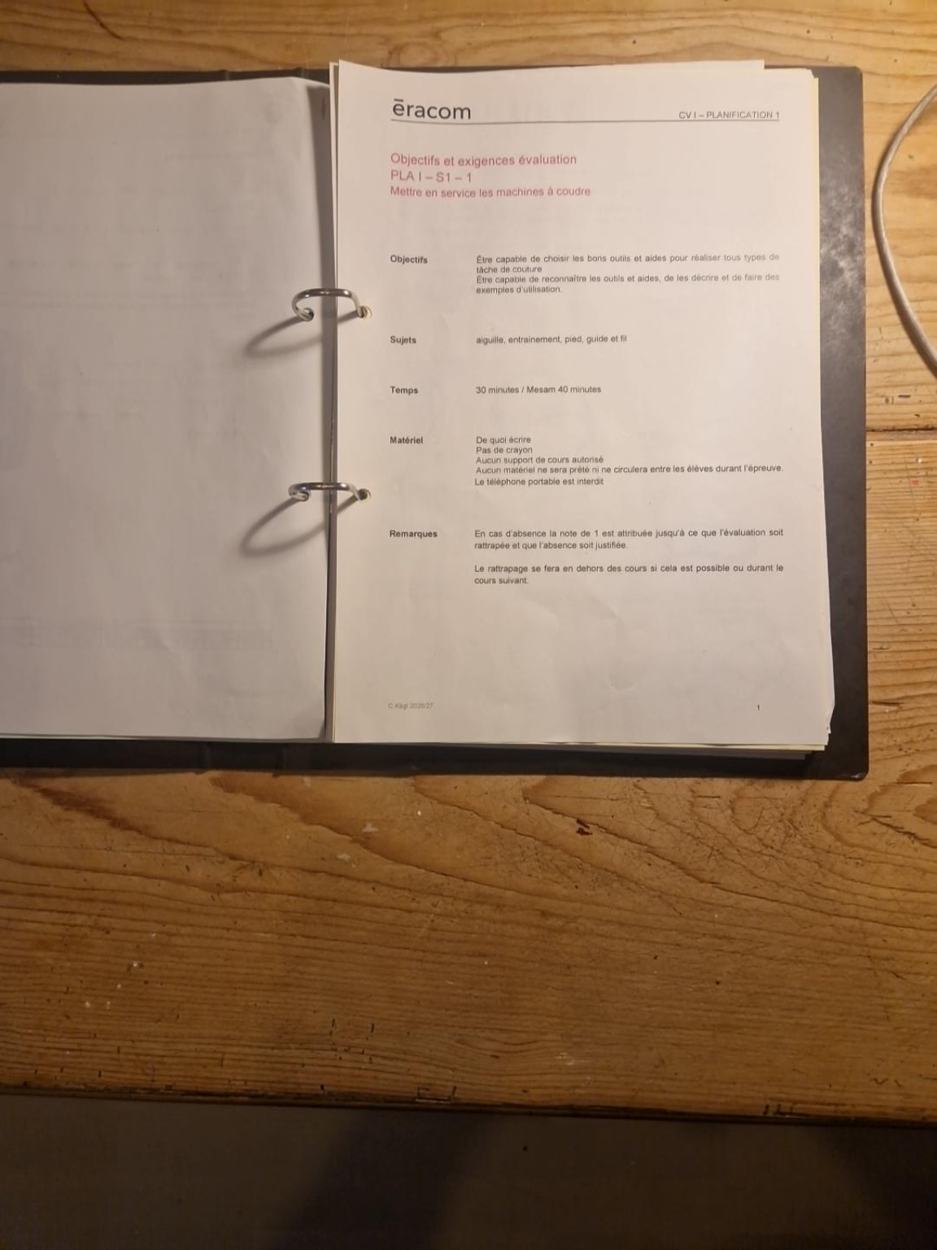 ēracom
CV I – PLANIFICATION 1
Objectifs et exigences évaluation
PLA I – S1 – 1
Mettre en service les machines à coudre
Objectifs
Être capable de choisir les bons outils et aides pour réaliser tous types de
tâche de couture
Être capable de reconnaître les outils et aides, de les décrire et de faire des
exemples d'utilisation.
Sujets
aiguille, entrainement, pied, guide et fil
Temps
30 minutes / Mesam 40 minutes
Matériel
De quoi écrire
Pas de crayon
Aucun support de cours autorisé
Aucun matériel ne sera prêté ni ne circulera entre les élèves durant l'épreuve.
Le téléphone portable est interdit
Remarques
En cas d'absence la note de 1 est attribuée jusqu'à ce que l'évaluation soit
rattrapée et que l'absence soit justifiée.
Le rattrapage se fera en dehors des cours si cela est possible ou durant le
cours suivant.
1